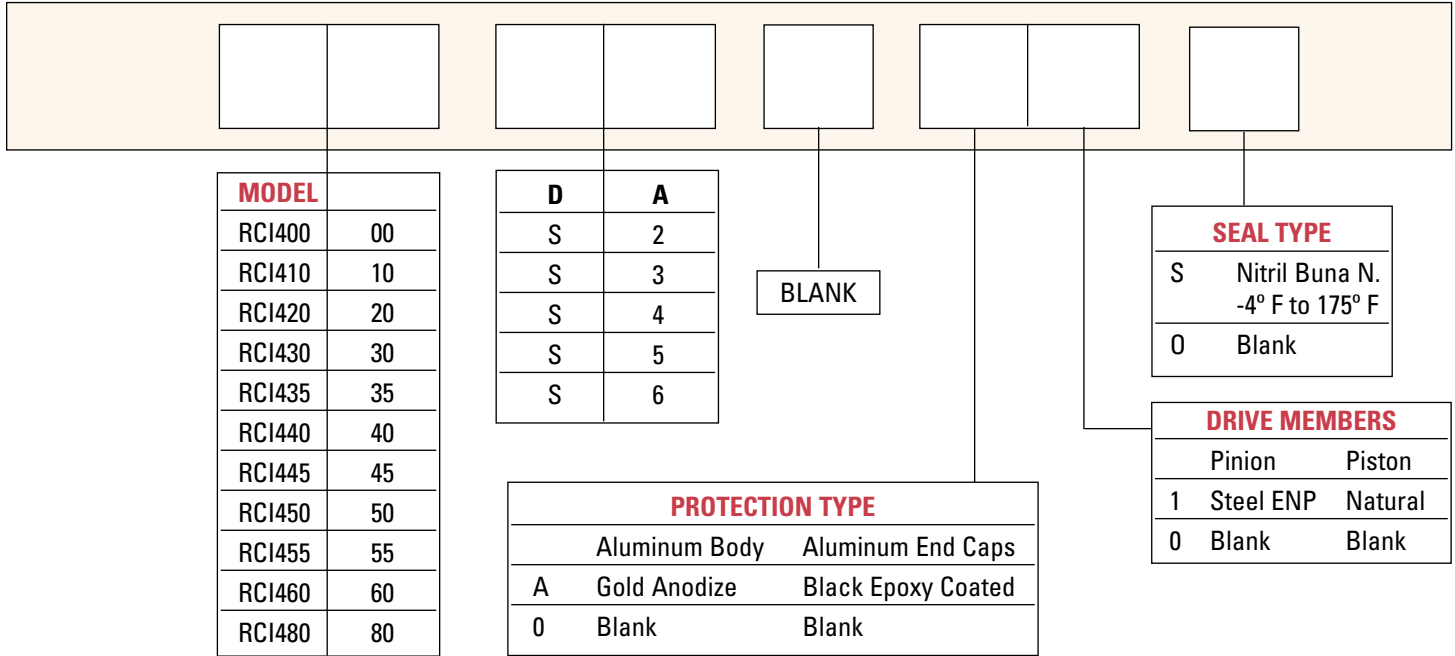 MODEL
RCI400 00
RCI410 10
RCI420 20
RCI430 30
RCI435 35
RCI440 40
RCI445 45
RCI450 50
RCI455 55
RCI460 60
RCI480 80
D A
S 2
S 3
S 4
S 5
S 6
BLANK
PROTECTION TYPE
Aluminum Body Aluminum End Caps
A Gold Anodize Black Epoxy Coated
0 Blank Blank
SEAL TYPE
S Nitril Buna N.
-4º F to 175º F
O Blank
DRIVE MEMBERS
Pinion Piston
1 Steel ENP Natural
0 Blank Blank